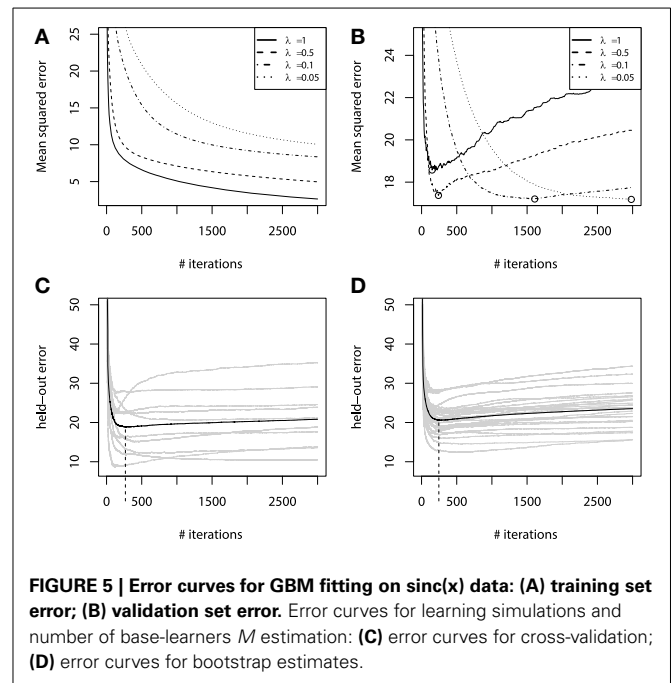 A
Mean squared error
25
20
15
10
5
λ =1
λ =0.5
λ =0.1
λ =0.05
0 500 1500 2500
# iterations
B
Mean squared error
24
22
20
18
λ =1
λ =0.5
λ =0.1
λ =0.05
0 500 1500 2500
# iterations
C
held−out error
50
40
30
20
10
0 500 1500 2500
# iterations
D
held−out error
50
40
30
20
10
0 500 1500 2500
# iterations
FIGURE 5 | Error curves for GBM fitting on sinc(x) data: (A) training set
error; (B) validation set error. Error curves for learning simulations and
number of base-learners M estimation: (C) error curves for cross-validation;
(D) error curves for bootstrap estimates.